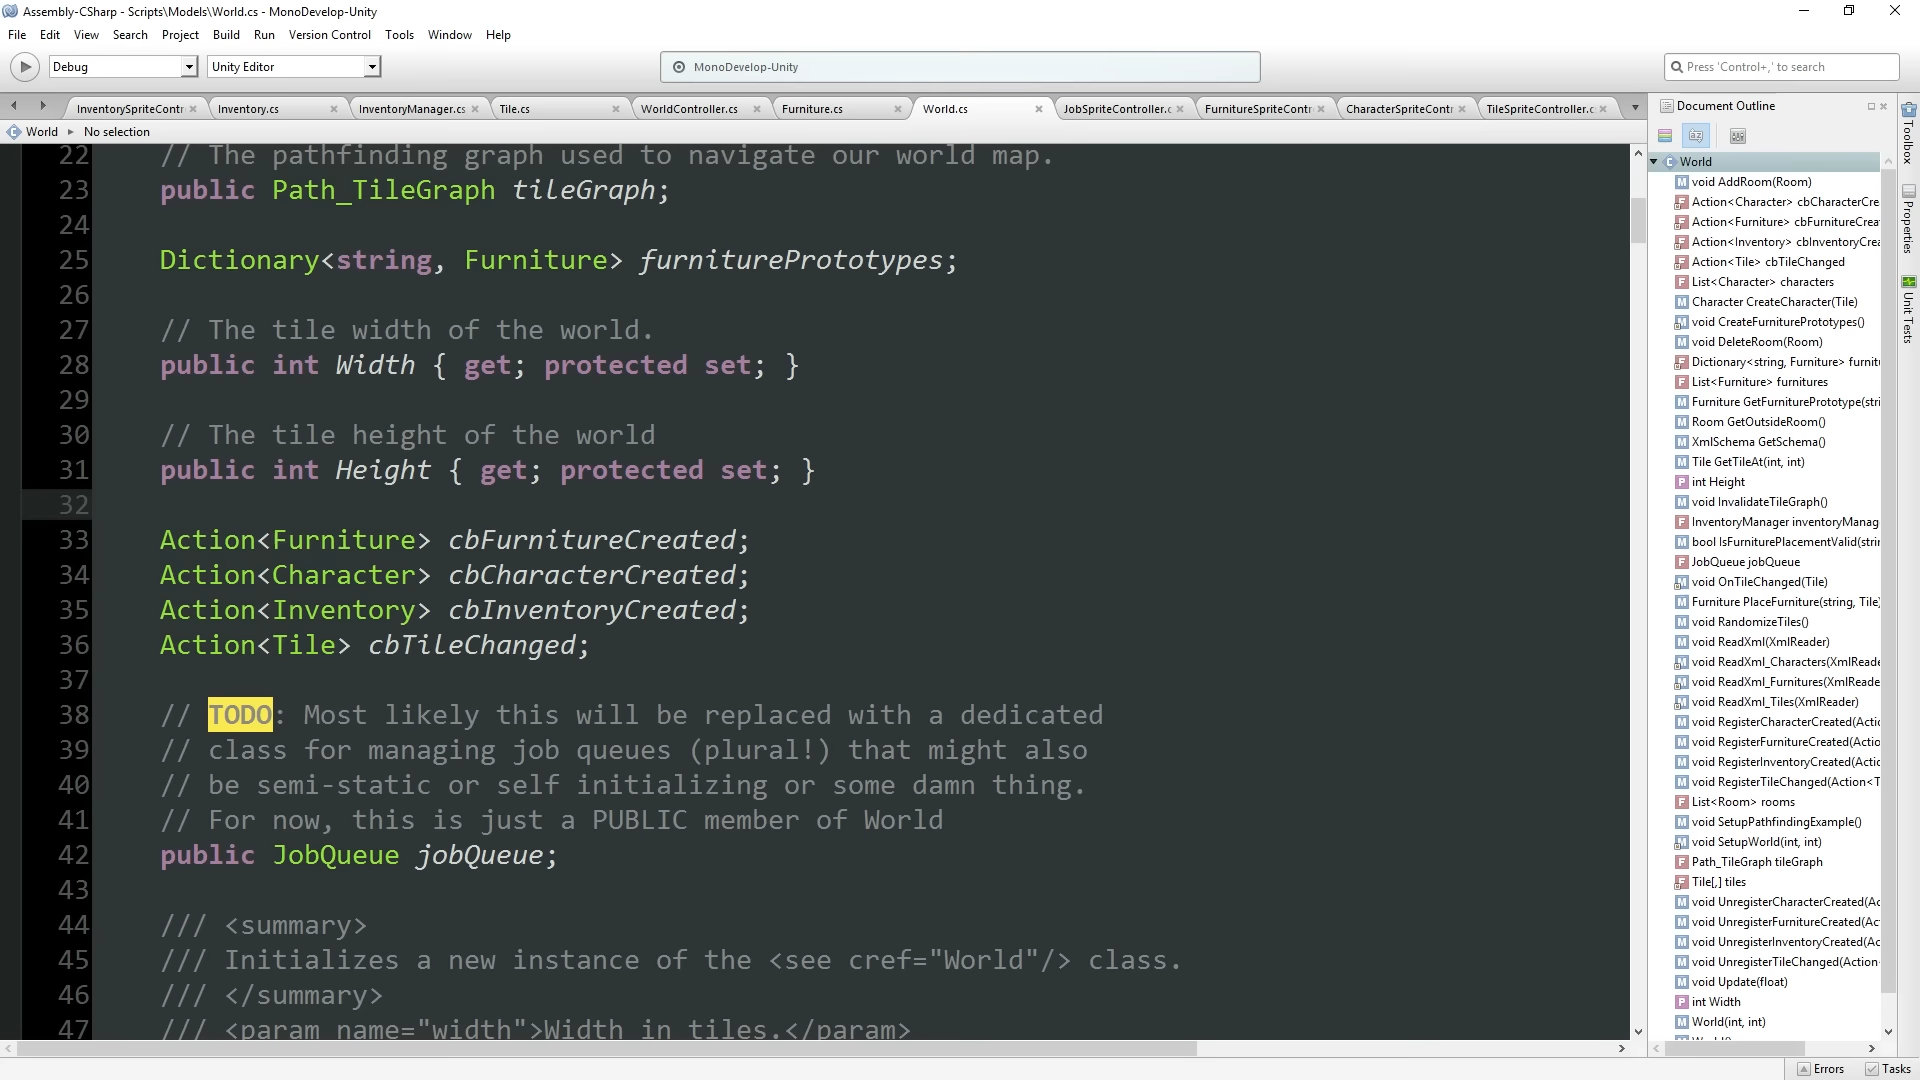 Assembly-CSharp - Scripts\Models\World.cs - MonoDevelop-Unity
File Edit View Search Project Build Run Version Control Tools Window Help
Debug Unity Editor MonoDevelop-Unity Press 'Control+,' to search
InventorySpriteContr Inventory.cs InventoryManager.cs Tile.cs WorldController.cs Furniture.cs World.cs JobSpriteController.c FurnitureSpriteContr CharacterSpriteContr TileSpriteController.c
World No selection
22 // The pathfinding graph used to navigate our world map.
23 public Path_TileGraph tileGraph;
24
25 Dictionary<string, Furniture> furniturePrototypes;
26
27 // The tile width of the world.
28 public int Width { get; protected set; }
29
30 // The tile height of the world
31 public int Height { get; protected set; }
32
33 Action<Furniture> cbFurnitureCreated;
34 Action<Character> cbCharacterCreated;
35 Action<Inventory> cbInventoryCreated;
36 Action<Tile> cbTileChanged;
37
38 // TODO: Most likely this will be replaced with a dedicated
39 // class for managing job queues (plural!) that might also
40 // be semi-static or self initializing or some damn thing.
41 // For now, this is just a PUBLIC member of World
42 public JobQueue jobQueue;
43
44 /// <summary>
45 /// Initializes a new instance of the <see cref="World"/> class.
46 /// </summary>
47 /// <param name="width">Width in tiles.</param>
Document Outline
World
void AddRoom(Room)
Action<Character> cbCharacterCre
Action<Furniture> cbFurnitureCrea
Action<Inventory> cbInventoryCrea
Action<Tile> cbTileChanged
List<Character> characters
Character CreateCharacter(Tile)
void CreateFurniturePrototypes()
void DeleteRoom(Room)
Dictionary<string, Furniture> furnitu
List<Furniture> furnitures
Furniture GetFurniturePrototype(stri
Room GetOutsideRoom()
XmlSchema GetSchema()
Tile GetTileAt(int, int)
int Height
void InvalidateTileGraph()
InventoryManager inventoryManag
bool IsFurniturePlacementValid(strin
JobQueue jobQueue
void OnTileChanged(Tile)
Furniture PlaceFurniture(string, Tile)
void RandomizeTiles()
void ReadXml(XmlReader)
void ReadXml_Characters(XmlReade
void ReadXml_Furnitures(XmlReade
void ReadXml_Tiles(XmlReader)
void RegisterCharacterCreated(Actic
void RegisterFurnitureCreated(Actio
void RegisterInventoryCreated(Actic
void RegisterTileChanged(Action<T
List<Room> rooms
void SetupPathfindingExample()
void SetupWorld(int, int)
Path_TileGraph tileGraph
Tile[,] tiles
void UnregisterCharacterCreated(Ac
void UnregisterFurnitureCreated(Ac
void UnregisterInventoryCreated(Ac
void UnregisterTileChanged(Action
void Update(float)
int Width
World(int, int)
Toolbox
Properties
Unit Tests
Errors Tasks